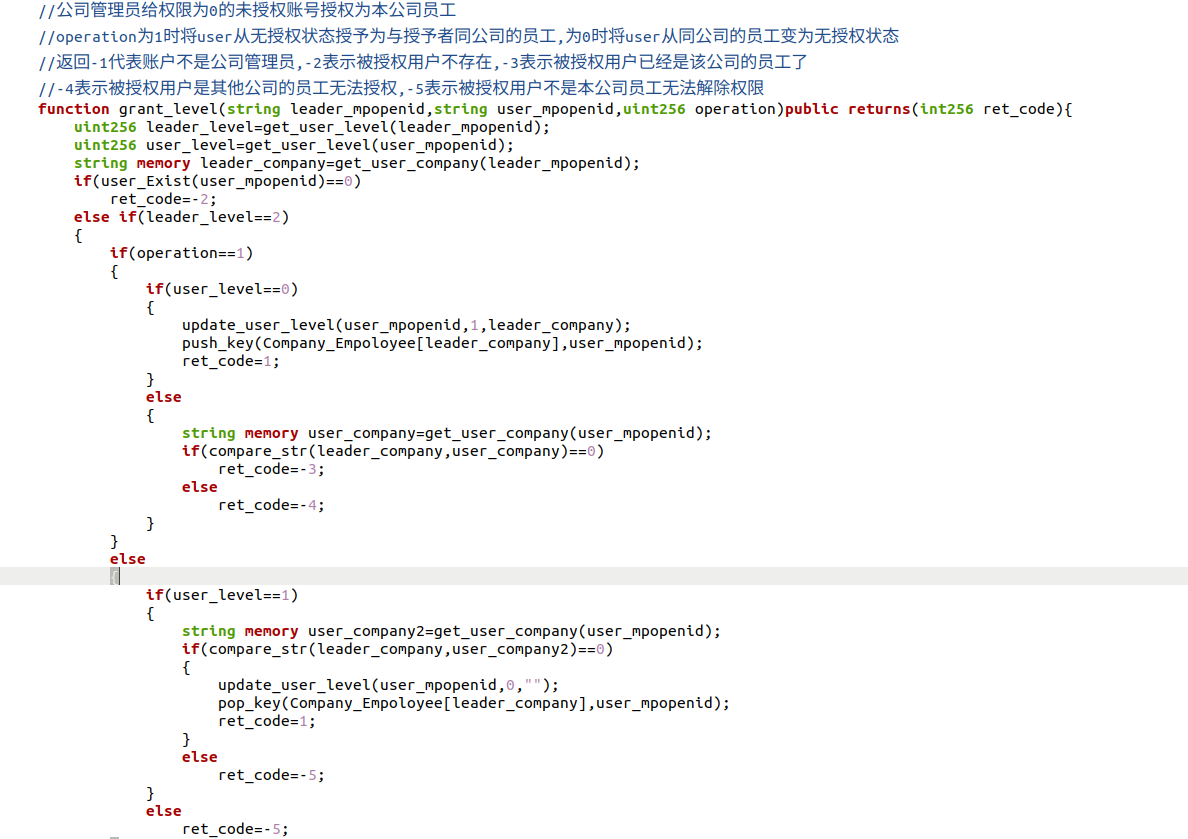 //公司管理员给权限为0的未授权账号授权为本公司员工
//operation为1时将user从无授权状态授予为与授予者同公司的员工,为0时将user从同公司的员工变为无授权状态
//返回-1代表账户不是公司管理员,-2表示被授权用户不存在,-3表示被授权用户已经是该公司的员工了
//-4表示被授权用户是其他公司的员工无法授权,-5表示被授权用户不是本公司员工无法解除权限
function grant_level(string leader_mpopenid,string user_mpopenid,uint256 operation)public returns(int256 ret_code){
uint256 leader_level=get_user_level(leader_mpopenid);
uint256 user_level=get_user_level(user_mpopenid);
string memory leader_company=get_user_company(leader_mpopenid);
if(user_Exist(user_mpopenid)==0)
ret_code=-2;
else if(leader_level==2)
{
if(operation==1)
{
if(user_level==0)
{
update_user_level(user_mpopenid,1,leader_company);
push_key(Company_Empoloyee[leader_company],user_mpopenid);
ret_code=1;
}
else
{
string memory user_company=get_user_company(user_mpopenid);
if(compare_str(leader_company,user_company)==0)
ret_code=-3;
else
ret_code=-4;
}
}
else
{
if(user_level==1)
{
string memory user_company2=get_user_company(user_mpopenid);
if(compare_str(leader_company,user_company2)==0)
{
update_user_level(user_mpopenid,0,"");
pop_key(Company_Empoloyee[leader_company],user_mpopenid);
ret_code=1;
}
else
ret_code=-5;
}
else
ret_code=-5;